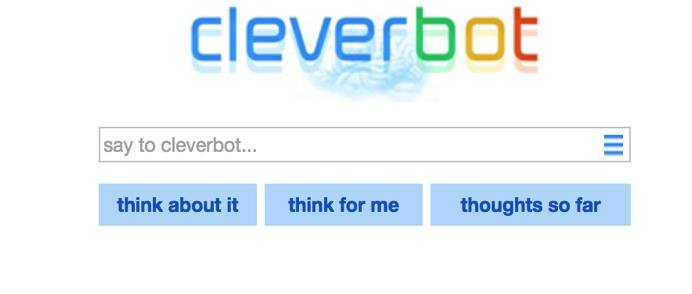 cleverbot
say to cleverbot...
think about it think for me thoughts so far